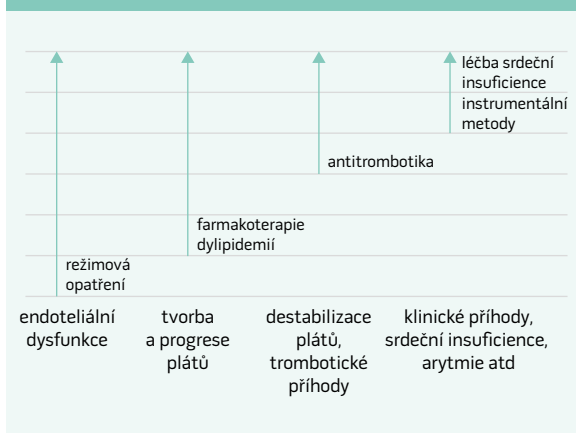 léčba srdeční
insuficience
instrumentální
metody
antitrombotika
farmakoterapie
dylipidemií
režimová
opatření
endoteliální
dysfunkce
tvorba
a progrese
plátů
destabilizace
plátů,
trombotické
příhody
klinické příhody,
srdeční insuficience,
arytmie atd